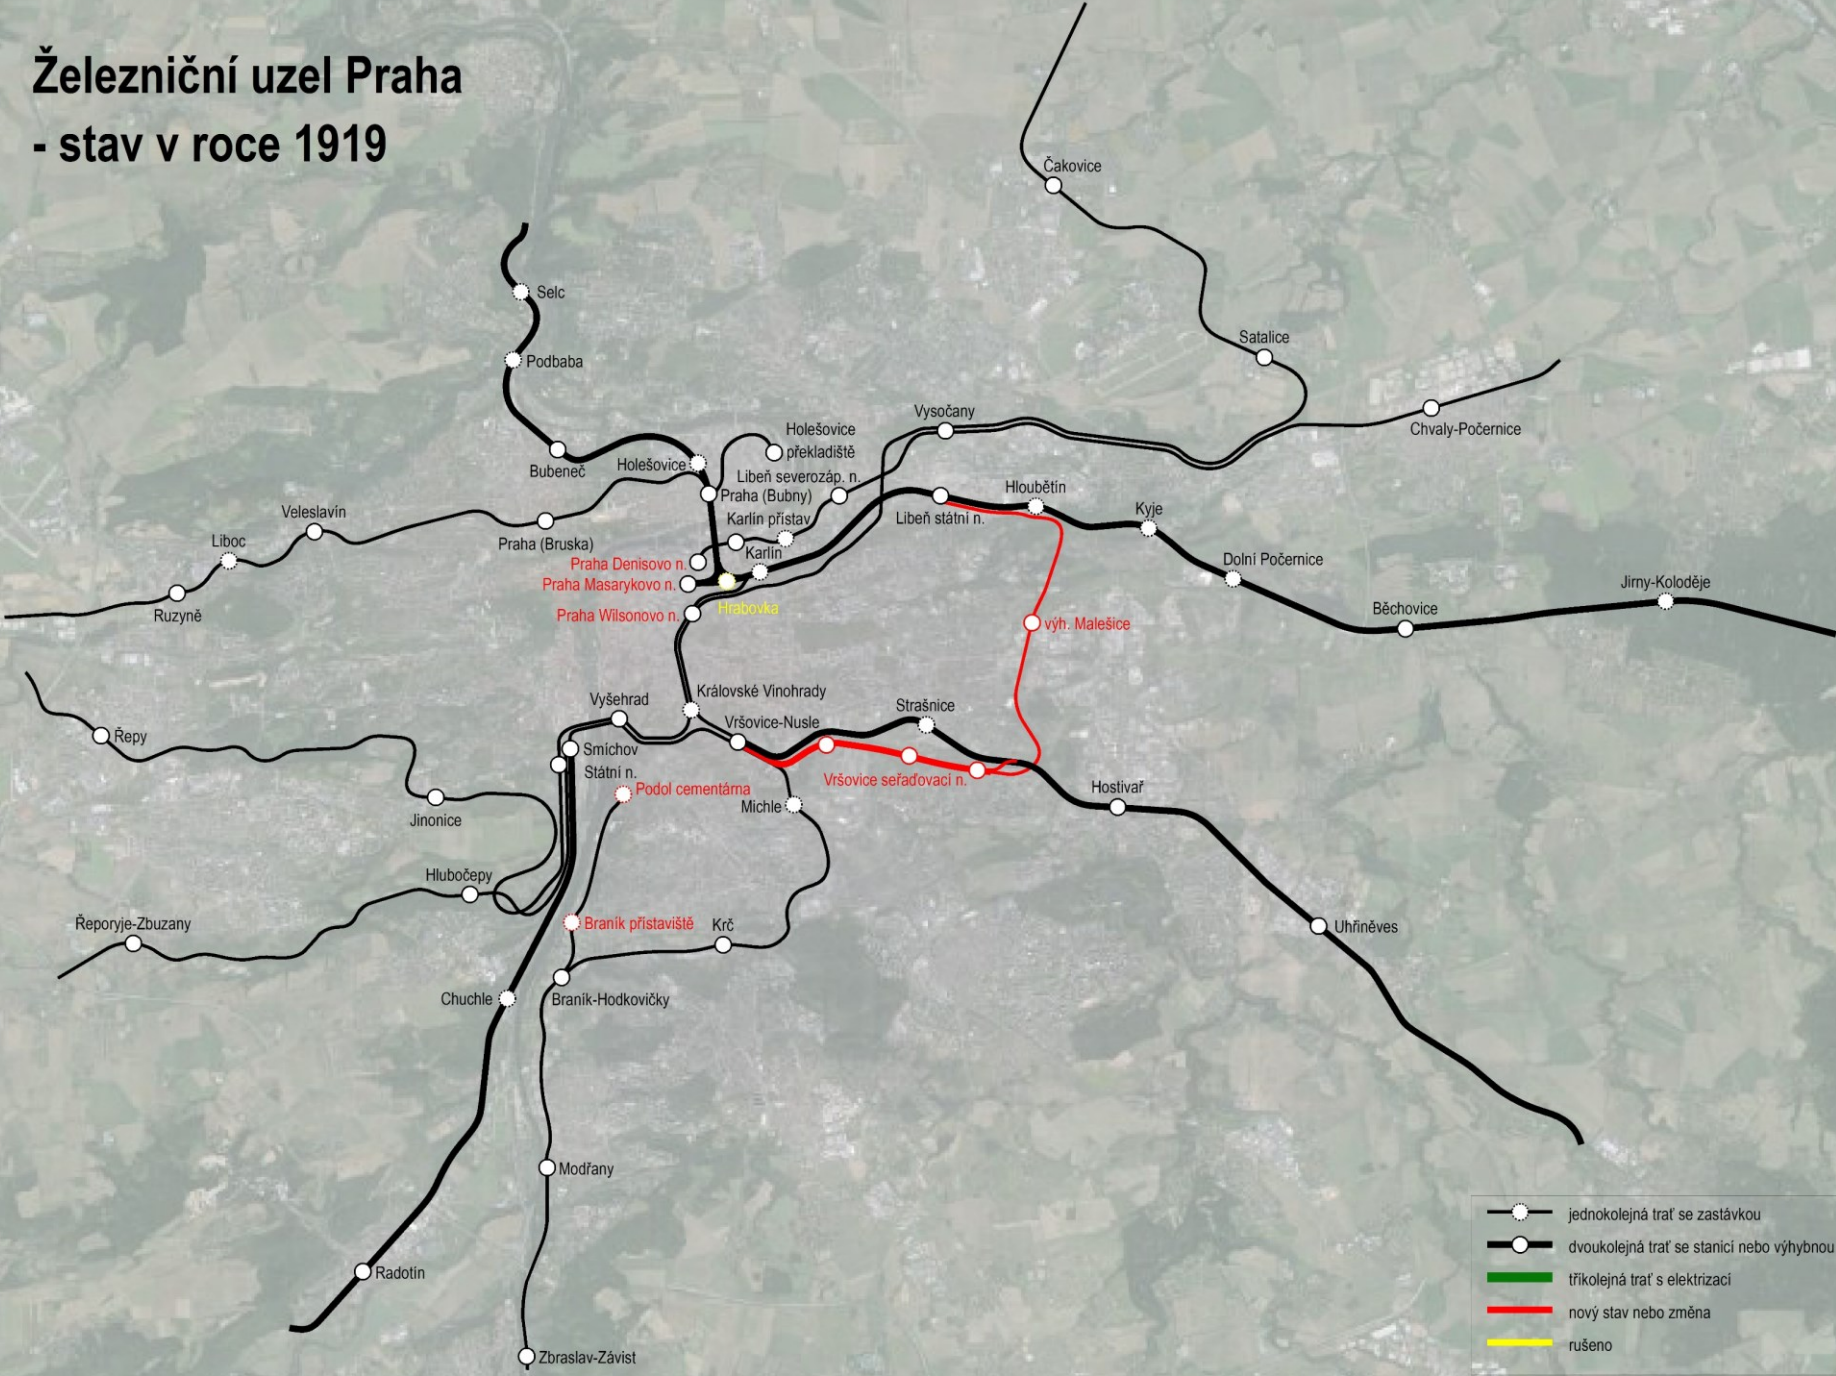 Železniční uzel Praha
- stav v roce 1919
Čakovice
Selc
Satalice
Podbaba
Vysočany
Chvaly-Počernice
Holešovice
překladiště
Bubeneč
Holešovice
Libeň severozáp. n.
Praha (Bubny)
Hloubětín
Libeň státní n.
Kyje
Veleslavín
Karlín přístav
Praha (Bruska)
Liboc
Karlín
Praha Denisovo n.
Dolní Počernice
Praha Masarykovo n.
Jirny-Koloděje
Ruzyně
Hrabovka
Praha Wilsonovo n.
Běchovice
výh. Malešice
Královské Vinohrady
Vyšehrad
Strašnice
Vršovice-Nusle
Řepy
Smíchov
Státní n.
Vršovice seřaďovací n.
Podol cementárna
Hostivař
Michle
Jinonice
Hlubočepy
Řeporyje-Zbuzany
Braník přístaviště
Krč
Uhřiněves
Chuchle
Braník-Hodkovičky
Modřany
Radotín
Zbraslav-Závist
jednokolejná trať se zastávkou
dvoukolejná trať se stanicí nebo výhybnou
tříkolejná trať s elektrizací
nový stav nebo změna
rušeno